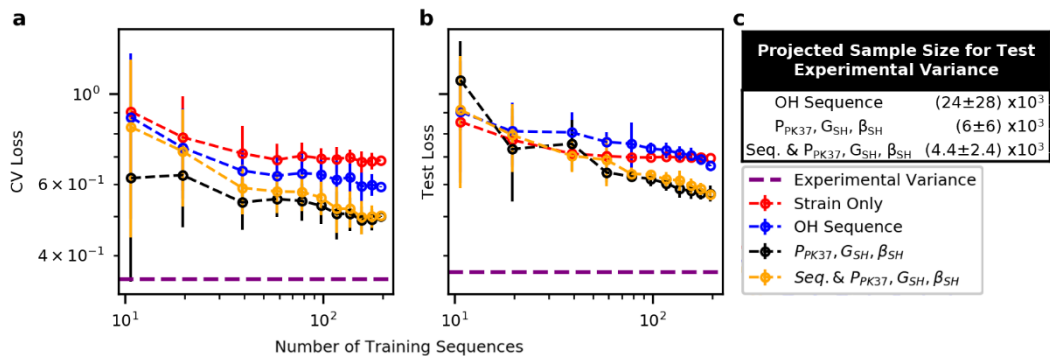 a
b
c
CV Loss
10⁰
6 × 10⁻¹
4 × 10⁻¹
10¹
10²
Test Loss
10¹
10²
Number of Training Sequences
Projected Sample Size for Test
Experimental Variance
OH Sequence (24±28) x10³
P_PK37, G_SH, β_SH (6±6) x10³
Seq. & P_PK37, G_SH, β_SH (4.4±2.4) x10³
Experimental Variance
Strain Only
OH Sequence
P_PK37, G_SH, β_SH
Seq. & P_PK37, G_SH, β_SH